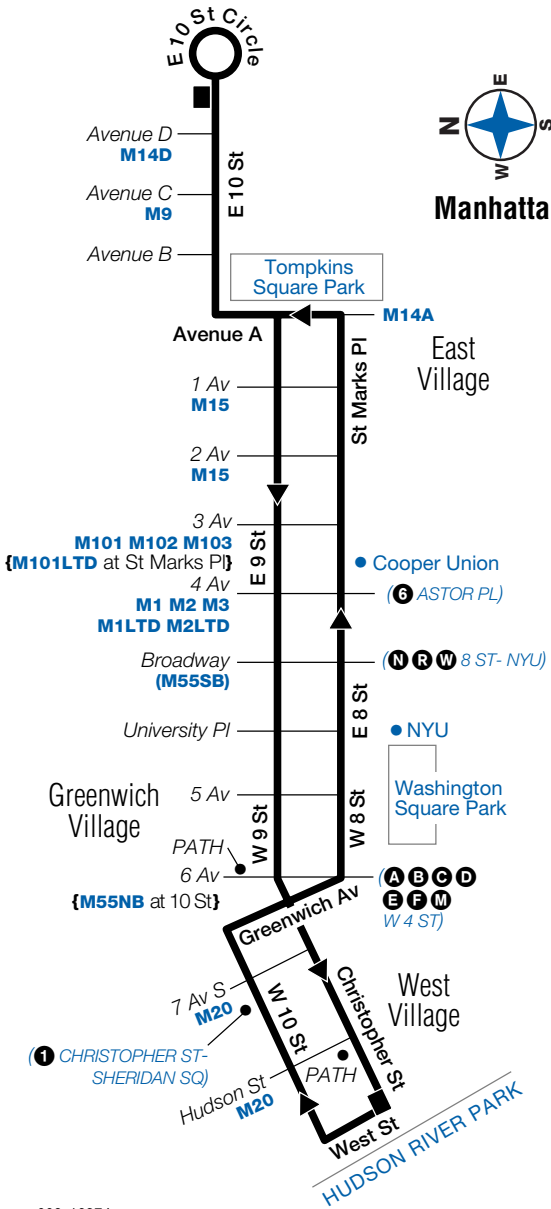 E 10 St Circle
Avenue D
M14D
E 10 St
Avenue C
M9
Avenue B
N
E
S
W
Manhatta
Tompkins
Square Park
Avenue A
M14A
East
Village
St Marks Pl
1 Av
M15
2 Av
M15
3 Av
M101 M102 M103
{M101LTD at St Marks Pl}
E 9 St
Cooper Union
4 Av
M1 M2 M3
M1LTD M2LTD
(6 ASTOR PL)
Broadway
(M55SB)
(N R W 8 ST- NYU)
University Pl
E 8 St
NYU
Greenwich
Village
5 Av
W 9 St
W 8 St
Washington
Square Park
PATH
6 Av
{M55NB at 10 St}
Greenwich Av
(A B C D
E F M
W 4 ST)
7 Av S
M20
(1 CHRISTOPHER ST-
SHERIDAN SQ)
W 10 St
Christopher St
West
Village
Hudson St
M20
PATH
West St
HUDSON RIVER PARK